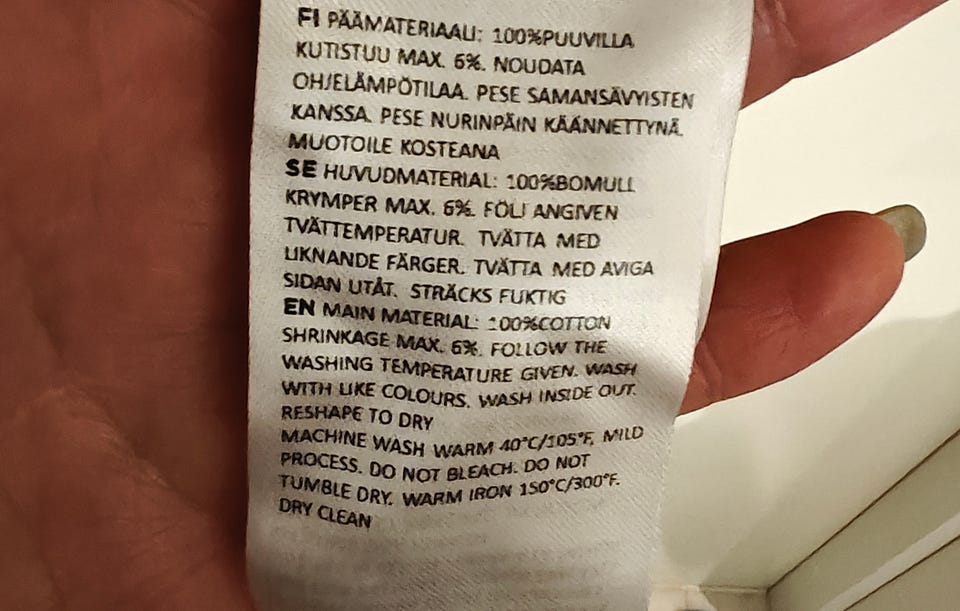 FI PÄÄMATERIAALI: 100%PUUVILLA
KUTISTUU MAX. 6%. NOUDATA
OHJELÄMPÖTILAA. PESE SAMANSÄVYISTEN
KANSSA. PESE NURINPÄIN KÄÄNNETTYNÄ.
MUOTOILE KOSTEANA
SE HUVUDMATERIAL: 100%BOMULL
KRYMPER MAX. 6%. FÖLJ ANGIVEN
TVÄTTEMPERATUR. TVÄTTA MED
LIKNANDE FÄRGER. TVÄTTA MED AVIGA
SIDAN UTÅT. STRÄCKS FUKTIG
EN MAIN MATERIAL: 100%COTTON
SHRINKAGE MAX. 6%. FOLLOW THE
WASHING TEMPERATURE GIVEN. WASH
WITH LIKE COLOURS. WASH INSIDE OUT.
RESHAPE TO DRY
MACHINE WASH WARM 40°C/105°F, MILD
PROCESS. DO NOT BLEACH. DO NOT
TUMBLE DRY. WARM IRON 150°C/300°F.
DRY CLEAN